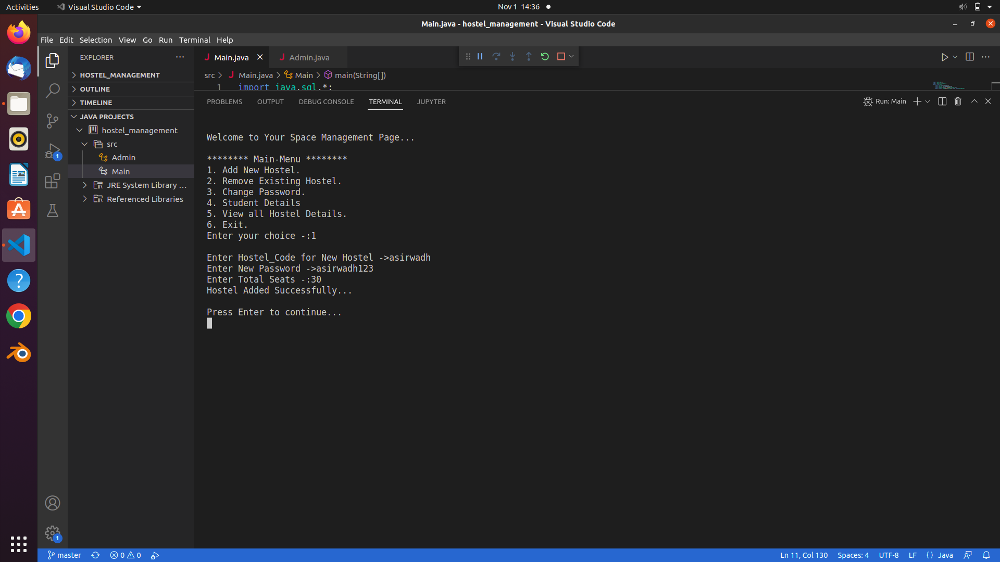 Activities
Visual Studio Code
Nov 1 14:36
Main.java - hostel_management - Visual Studio Code
File Edit Selection View Go Run Terminal Help
EXPLORER
HOSTEL_MANAGEMENT
OUTLINE
TIMELINE
JAVA PROJECTS
hostel_management
src
Admin
Main
JRE System Library ...
Referenced Libraries
Main.java
Admin.java
src > Main.java > Main > main(String[])
1 import java.sql.*;
PROBLEMS OUTPUT DEBUG CONSOLE TERMINAL JUPYTER
Run: Main
Welcome to Your Space Management Page...
******** Main-Menu ********
1. Add New Hostel.
2. Remove Existing Hostel.
3. Change Password.
4. Student Details
5. View all Hostel Details.
6. Exit.
Enter your choice -:1
Enter Hostel_Code for New Hostel ->asirwadh
Enter New Password ->asirwadh123
Enter Total Seats -:30
Hostel Added Successfully...
Press Enter to continue...
1
1
master
0 0
Ln 11, Col 130
Spaces: 4
UTF-8
LF
{ } Java